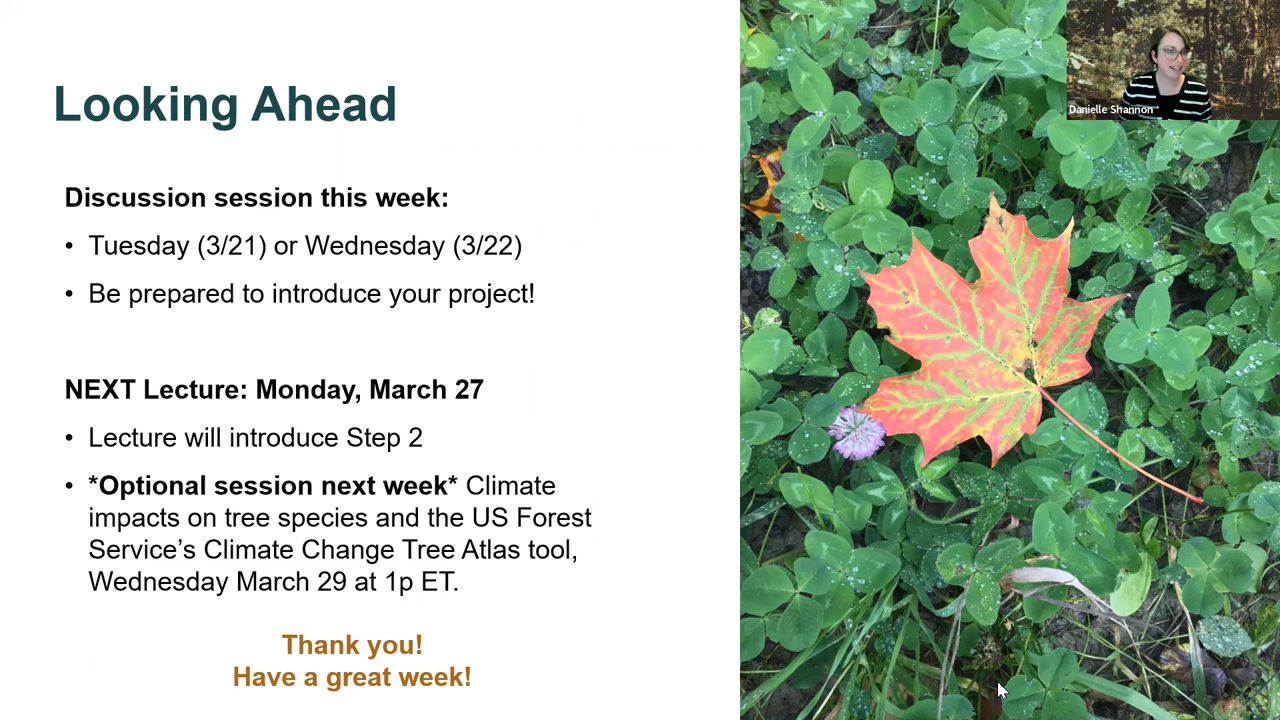 Looking Ahead
Danielle Shannon
Discussion session this week:
• Tuesday (3/21) or Wednesday (3/22)
• Be prepared to introduce your project!
NEXT Lecture: Monday, March 27
• Lecture will introduce Step 2
• *Optional session next week* Climate
impacts on tree species and the US Forest
Service’s Climate Change Tree Atlas tool,
Wednesday March 29 at 1p ET.
Thank you!
Have a great week!